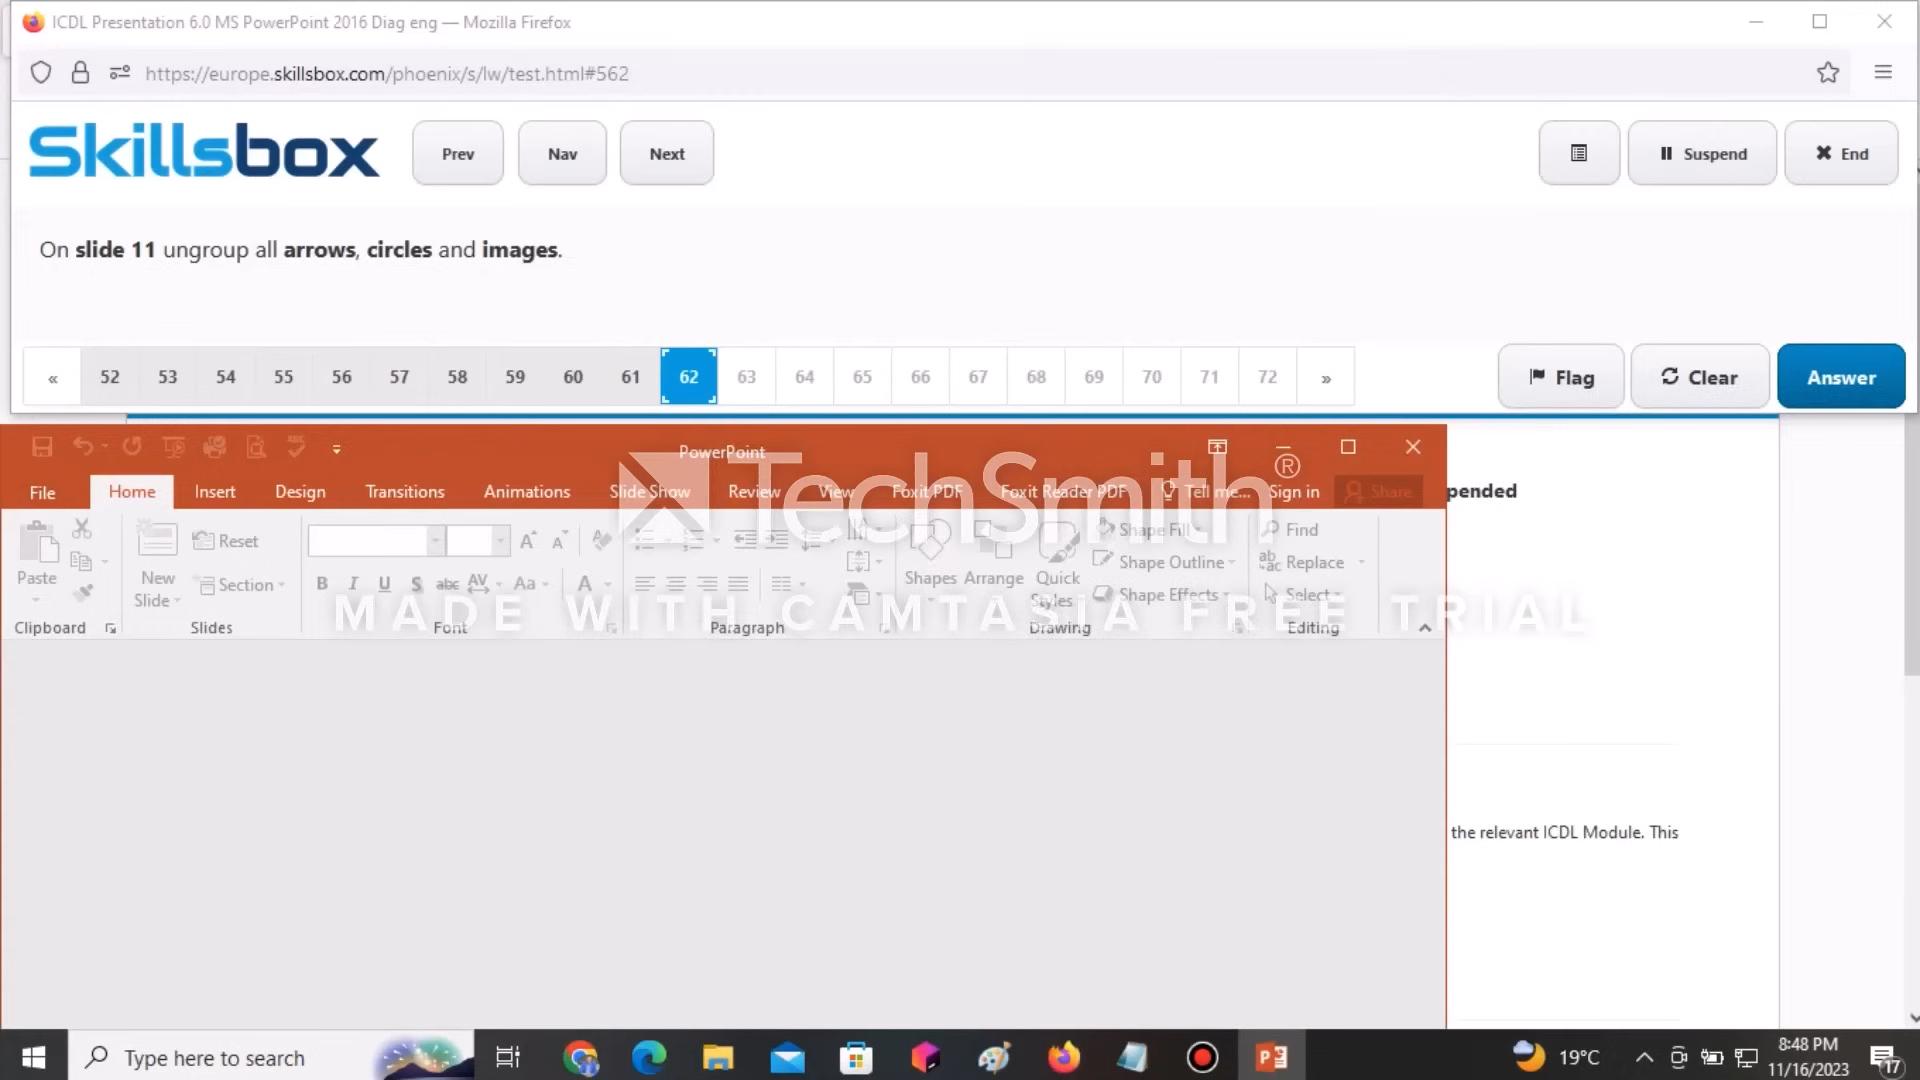 ICDL Presentation 6.0 MS PowerPoint 2016 Diag eng — Mozilla Firefox
https://europe.skillsbox.com/phoenix/s/lw/test.html#562
Skillsbox
Prev
Nav
Next
Suspend
End
On slide 11 ungroup all arrows, circles and images.
« 52 53 54 55 56 57 58 59 60 61 62 63 64 65 66 67 68 69 70 71 72 »
Flag
Clear
Answer
PowerPoint
TechSmith®
File Home Insert Design Transitions Animations Slide Show Review View Foxit PDF Foxit Reader PDF Tell me... Sign in Share
pended
Reset
Shape Fill
Find
Shape Outline
Replace
Paste
New Slide
Section
B I U S abc AV Aa A
Shapes Arrange Quick Styles
Shape Effects
Select
MADE WITH CAMTASIA FREE TRIAL
Clipboard Slides Font Paragraph Drawing Editing
the relevant ICDL Module. This
Type here to search
19°C
8:48 PM
11/16/2023
17